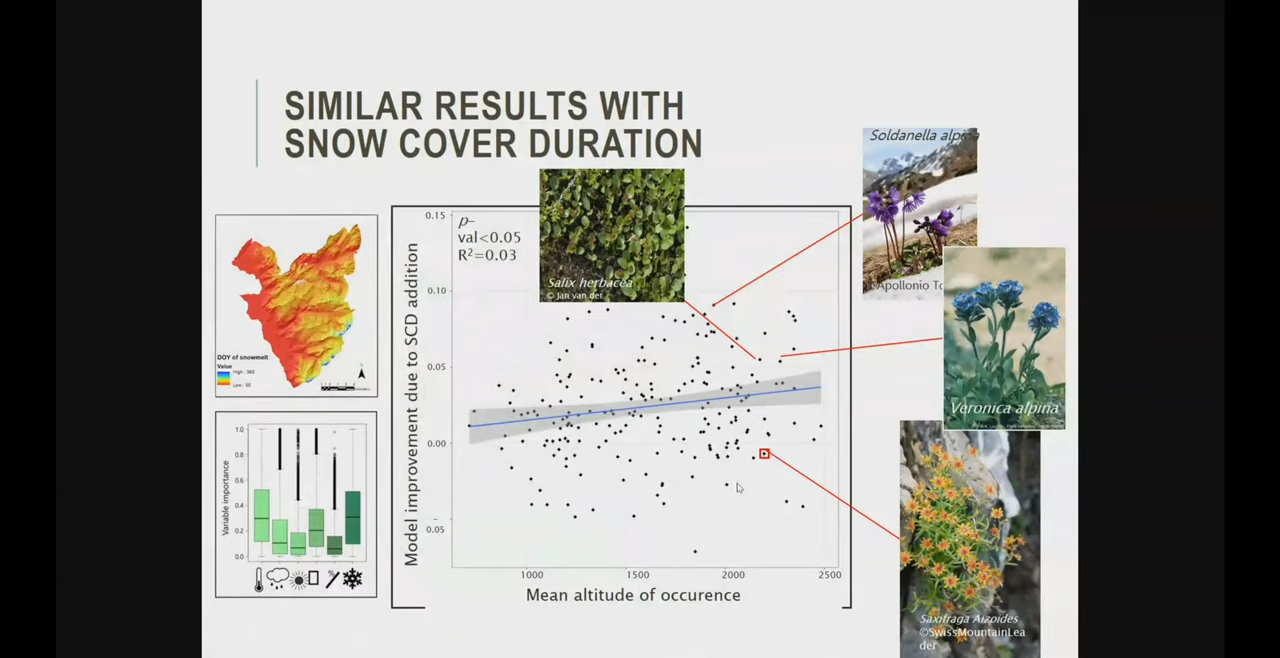 SIMILAR RESULTS WITH
SNOW COVER DURATION
Soldanella alpina
Apollonio To
Salix herbacea
© Jan van der
Veronica alpina
Saxifraga Aizoides
©SwissMountainLea
der
DOY of snowmelt
Value
High : 365
Low : 50
Variable importance
1.0
0.8
0.6
0.4
0.2
0.0
%
p-
val<0.05
R²=0.03
Model improvement due to SCD addition
0.15
0.10
0.05
0.00
-
0.05
1000
1500
2000
2500
Mean altitude of occurence